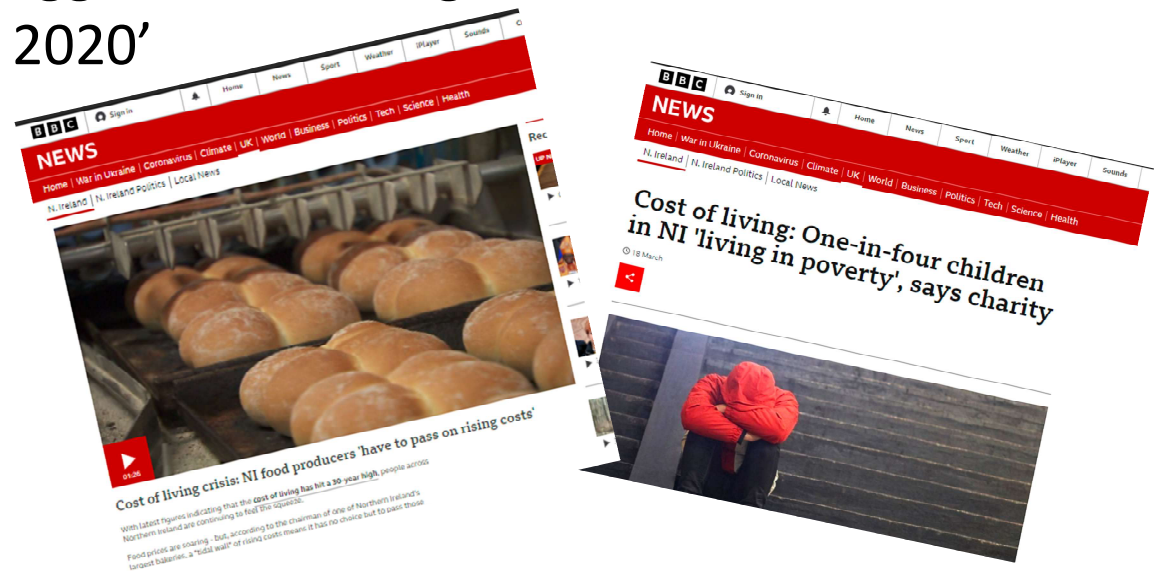 2020’
BBC Sign in Home News Sport Weather iPlayer Sounds
NEWS
Home | War in Ukraine | Coronavirus | Climate | UK | World | Business | Politics | Tech | Science | Health
N. Ireland | N. Ireland Politics | Local News
Rec
01:26
Cost of living crisis: NI food producers 'have to pass on rising costs'
With latest figures indicating that the cost of living has hit a 30-year high, people across
Northern Ireland are continuing to feel the squeeze.
Food prices are soaring - but, according to the chairman of one of Northern Ireland's
largest bakeries, a "tidal wall" of rising costs means it has no choice but to pass those
BBC Sign in Home News Sport Weather iPlayer Sounds
NEWS
Home | War in Ukraine | Coronavirus | Climate | UK | World | Business | Politics | Tech | Science | Health
N. Ireland | N. Ireland Politics | Local News
Cost of living: One-in-four children
in NI 'living in poverty', says charity
18 March